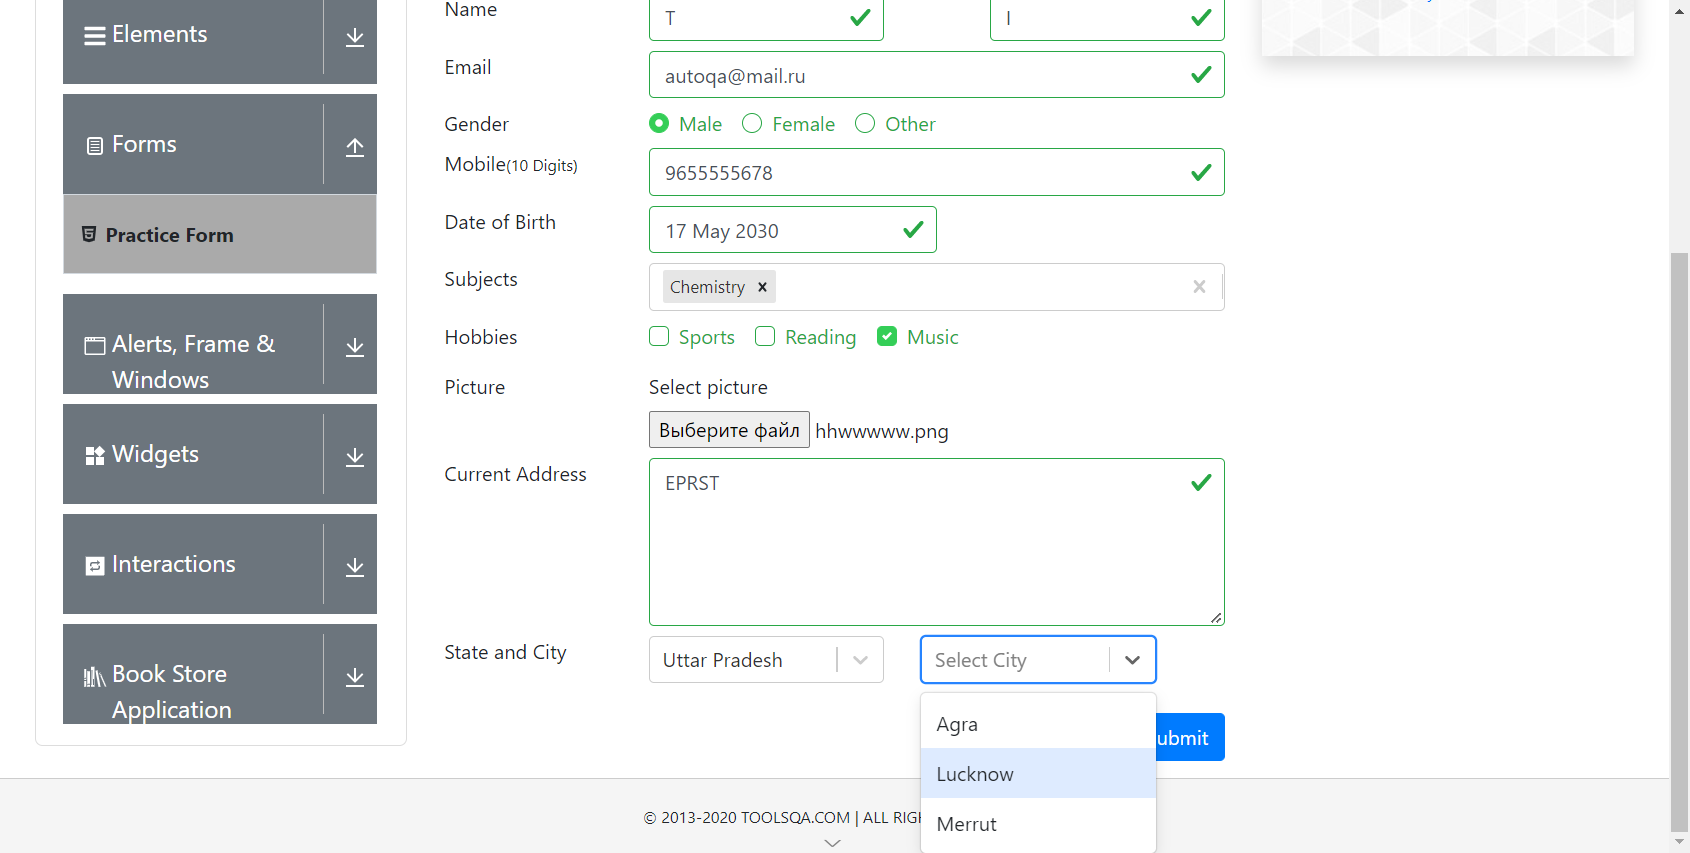 Elements
Forms
Practice Form
Alerts, Frame &
Windows
Widgets
Interactions
Book Store
Application
Name
T
I
Email
autoqa@mail.ru
Gender
Male
Female
Other
Mobile(10 Digits)
9655555678
Date of Birth
17 May 2030
Subjects
Chemistry
Hobbies
Sports
Reading
Music
Picture
Select picture
Выберите файл hhwwwww.png
Current Address
EPRST
State and City
Uttar Pradesh
Select City
Agra
Lucknow
Merrut
ubmit
© 2013-2020 TOOLSQA.COM | ALL RIGH